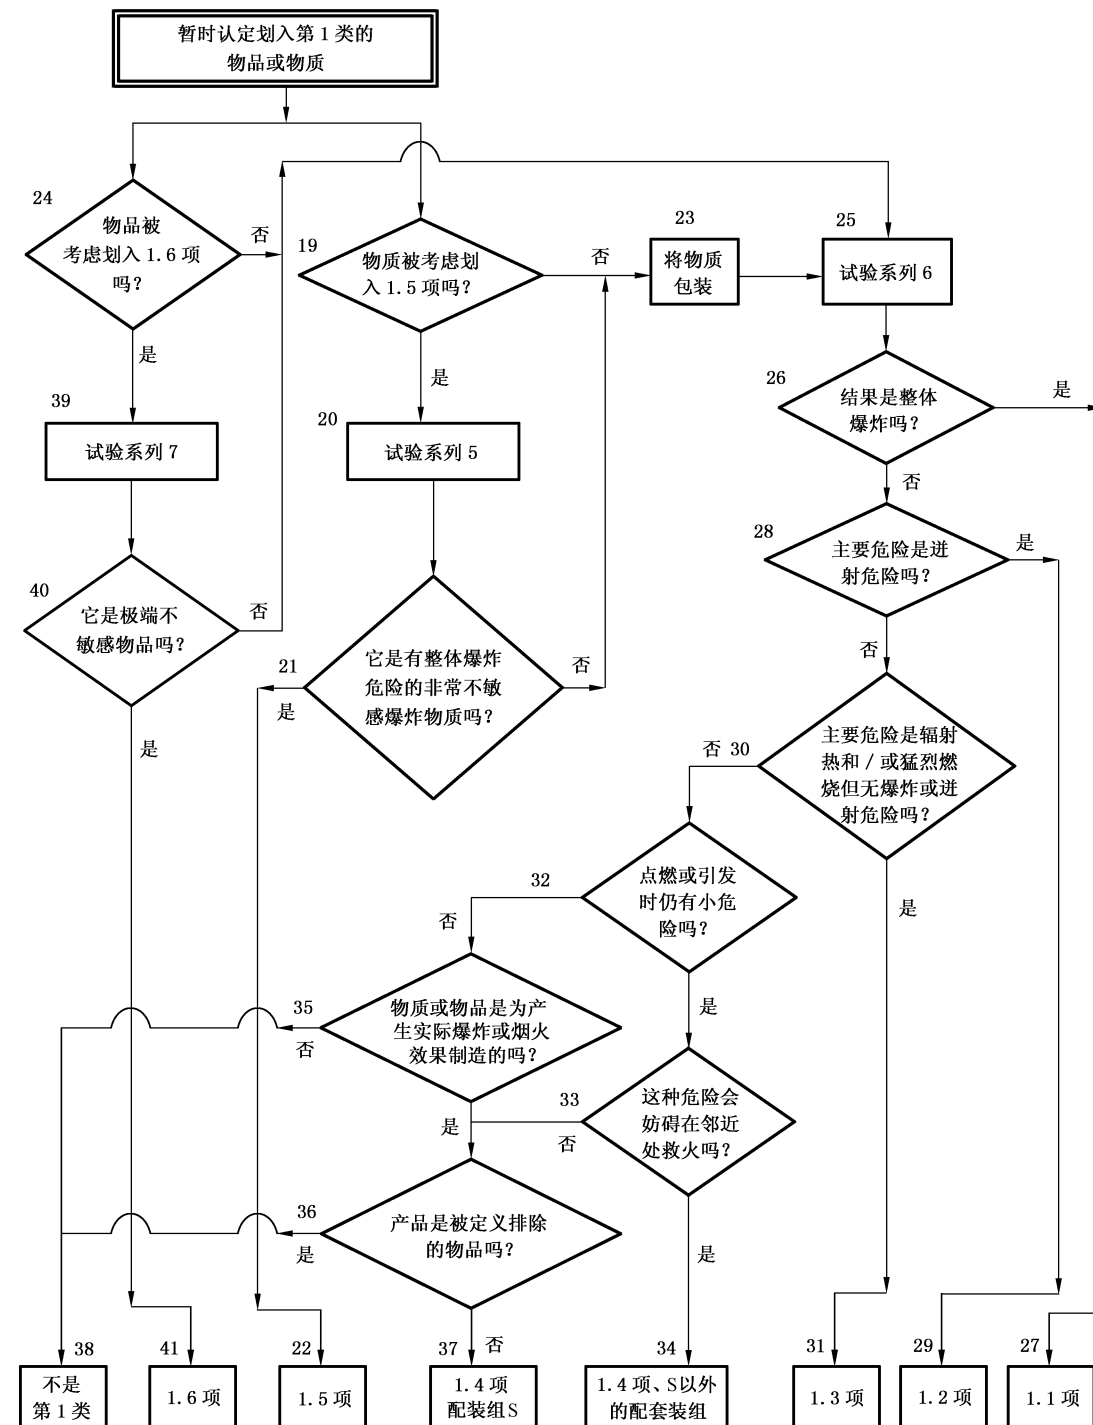 暂时认定划入第1类的
物品或物质
24
物品被
考虑划入1.6项
吗？
否
是
19
物质被考虑划
入1.5项吗？
否
是
23
将物质
包装
25
试验系列6
26
结果是整体
爆炸吗？
是
否
39
试验系列7
20
试验系列5
28
主要危险是迸
射危险吗？
是
否
40
它是极端不
敏感物品吗？
否
是
21
它是有整体爆炸
危险的非常不敏
感爆炸物质吗？
是
否
否 30
主要危险是辐射
热和/或猛烈燃
烧但无爆炸或迸
射危险吗？
是
32
点燃或引发
时仍有小危
险吗？
否
是
35
物质或物品是为产
生实际爆炸或烟火
效果制造的吗？
否
是
33
这种危险会
妨碍在邻近
处救火吗？
否
是
36
产品是被定义排除
的物品吗？
是
否
38
不是
第1类
41
1.6项
22
1.5项
37
1.4项
配装组S
34
1.4项、S以外
的配套装组
31
1.3项
29
1.2项
27
1.1项